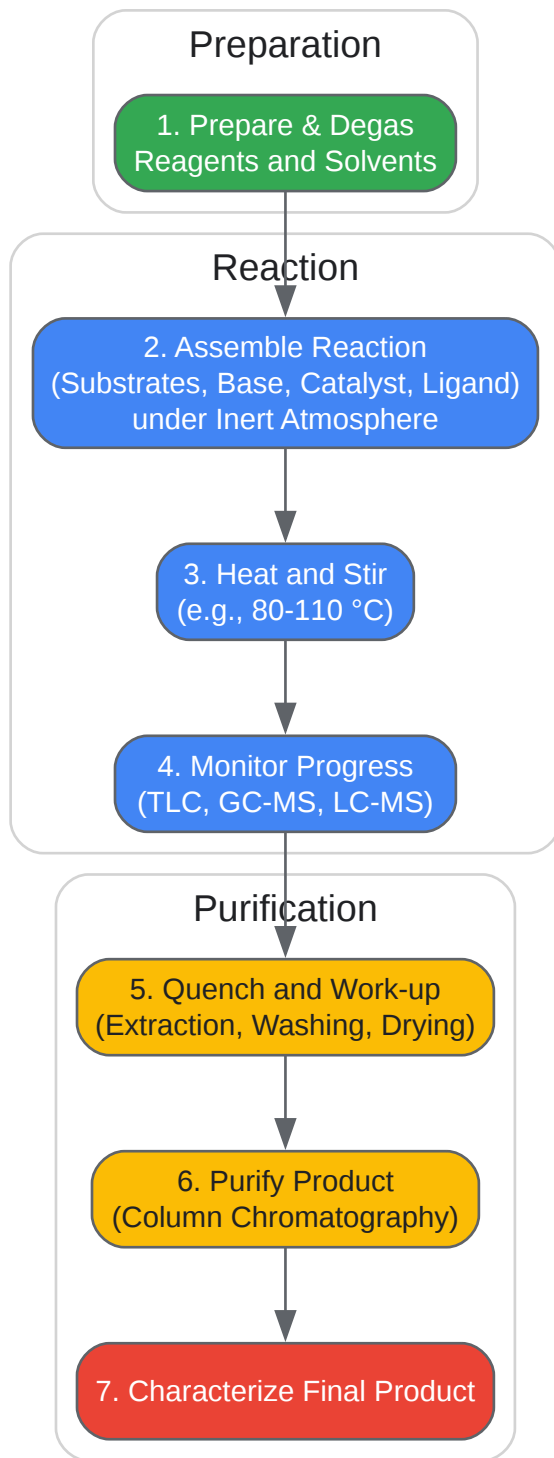 Preparation
1. Prepare & Degas
Reagents and Solvents
Reaction
2. Assemble Reaction
(Substrates, Base, Catalyst, Ligand)
under Inert Atmosphere
3. Heat and Stir
(e.g., 80-110 °C)
4. Monitor Progress
(TLC, GC-MS, LC-MS)
Purification
5. Quench and Work-up
(Extraction, Washing, Drying)
6. Purify Product
(Column Chromatography)
7. Characterize Final Product